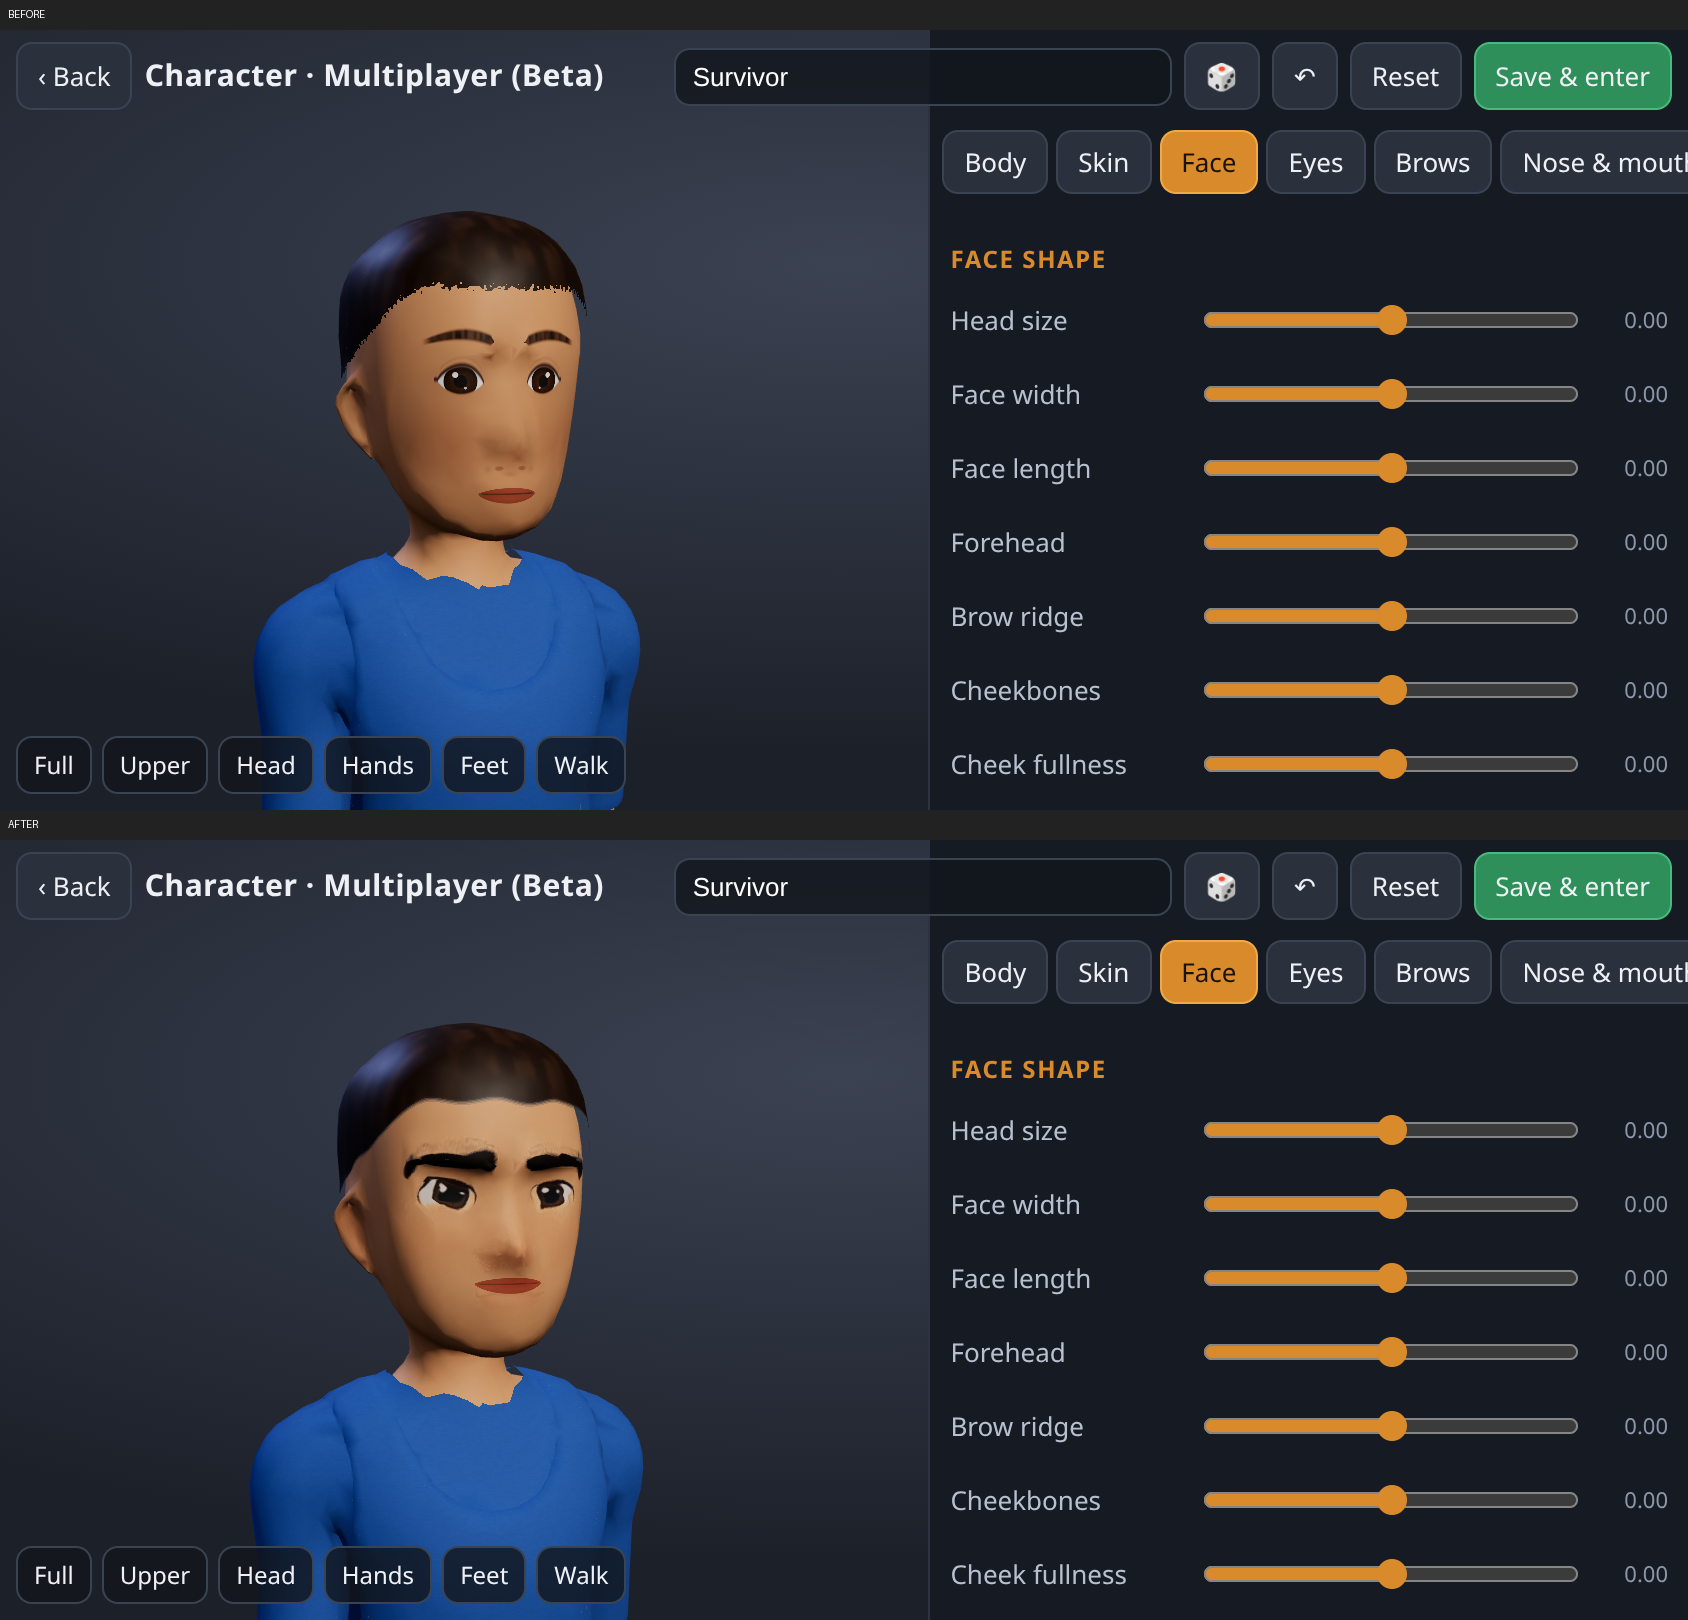 BEFORE
‹ Back Character · Multiplayer (Beta) Survivor ↶ Reset Save & enter
Body Skin Face Eyes Brows Nose & mouth
FACE SHAPE
Head size 0.00
Face width 0.00
Face length 0.00
Forehead 0.00
Brow ridge 0.00
Cheekbones 0.00
Cheek fullness 0.00
Full Upper Head Hands Feet Walk
AFTER
‹ Back Character · Multiplayer (Beta) Survivor ↶ Reset Save & enter
Body Skin Face Eyes Brows Nose & mouth
FACE SHAPE
Head size 0.00
Face width 0.00
Face length 0.00
Forehead 0.00
Brow ridge 0.00
Cheekbones 0.00
Cheek fullness 0.00
Full Upper Head Hands Feet Walk